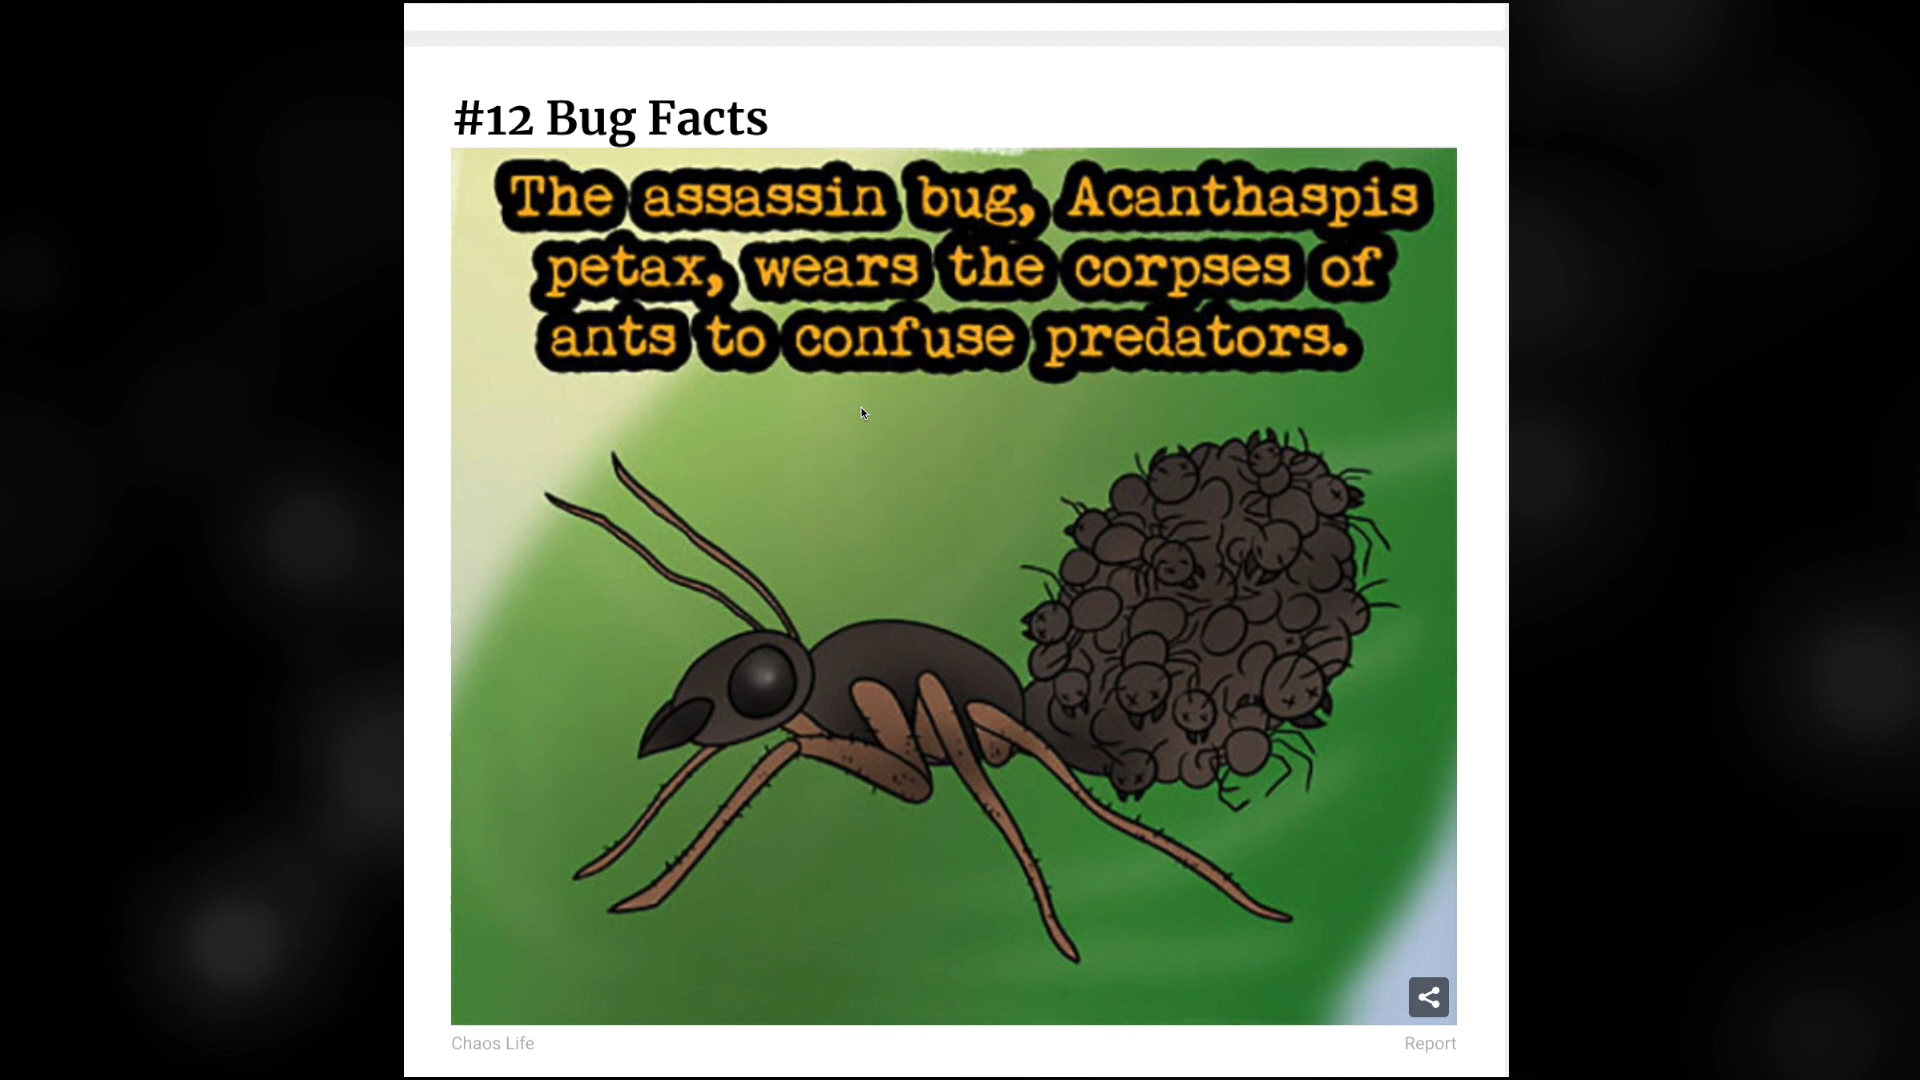 #12 Bug Facts
The assassin bug, Acanthaspis
petax, wears the corpses of
ants to confuse predators.
Chaos Life
Report